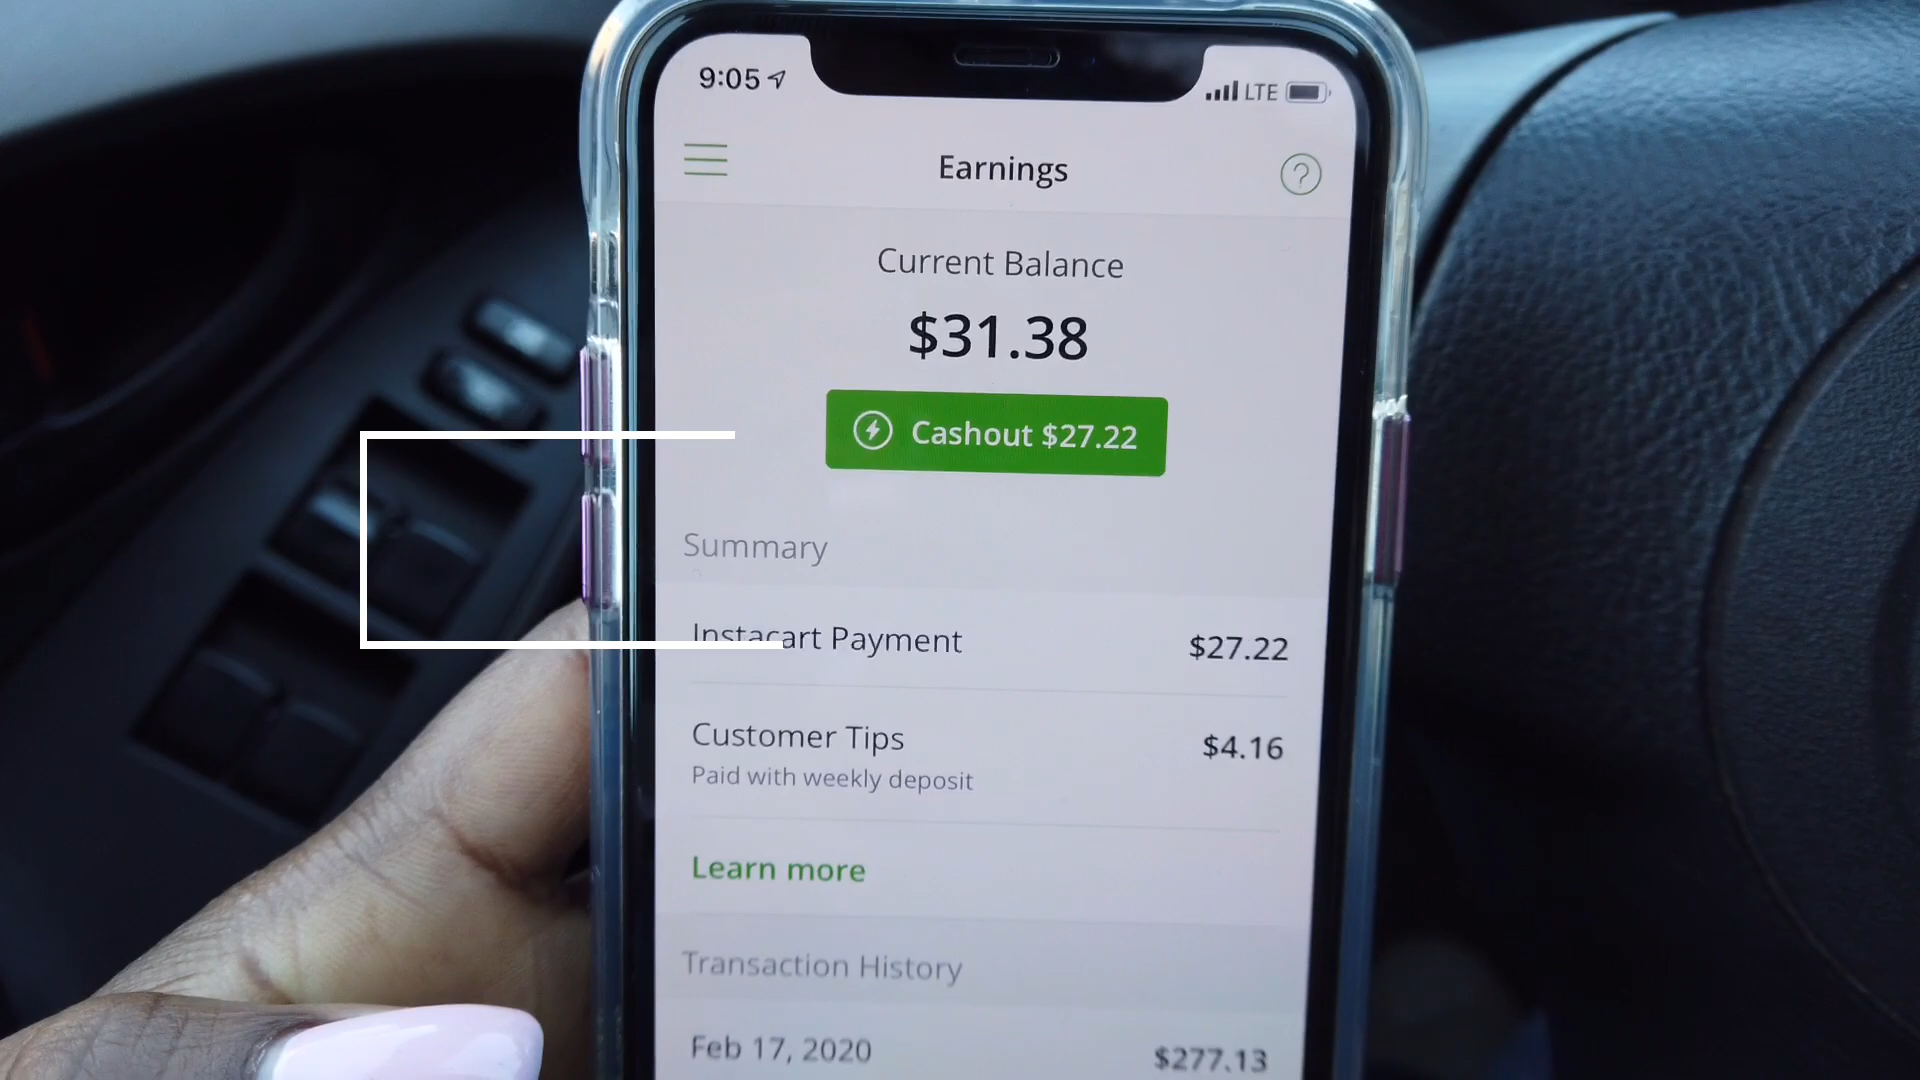 9:05 LTE
Earnings
?
Current Balance
$31.38
Cashout $27.22
Summary
Instacart Payment $27.22
Customer Tips $4.16
Paid with weekly deposit
Learn more
Transaction History
Feb 17, 2020 $277.13